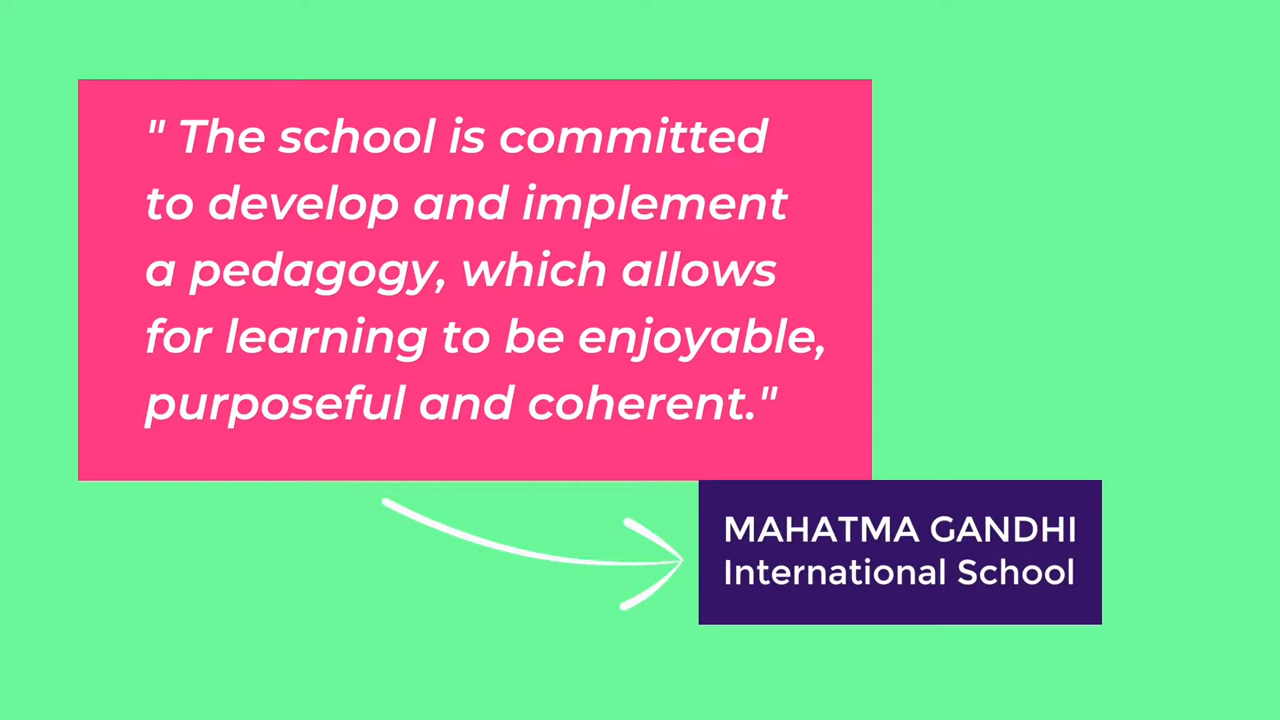 " The school is committed
to develop and implement
a pedagogy, which allows
for learning to be enjoyable,
purposeful and coherent."
MAHATMA GANDHI
International School